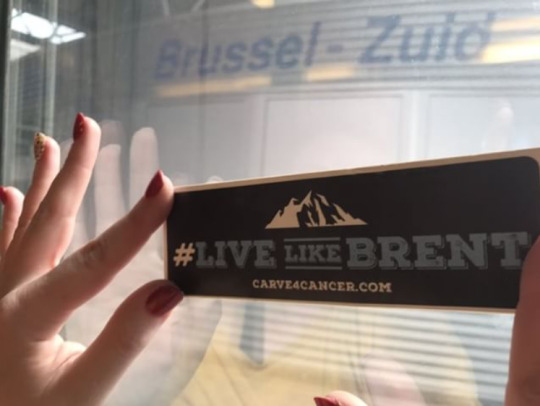 Brussel - Zuid
#LIVE LIKE BRENT
CARVE4CANCER.COM